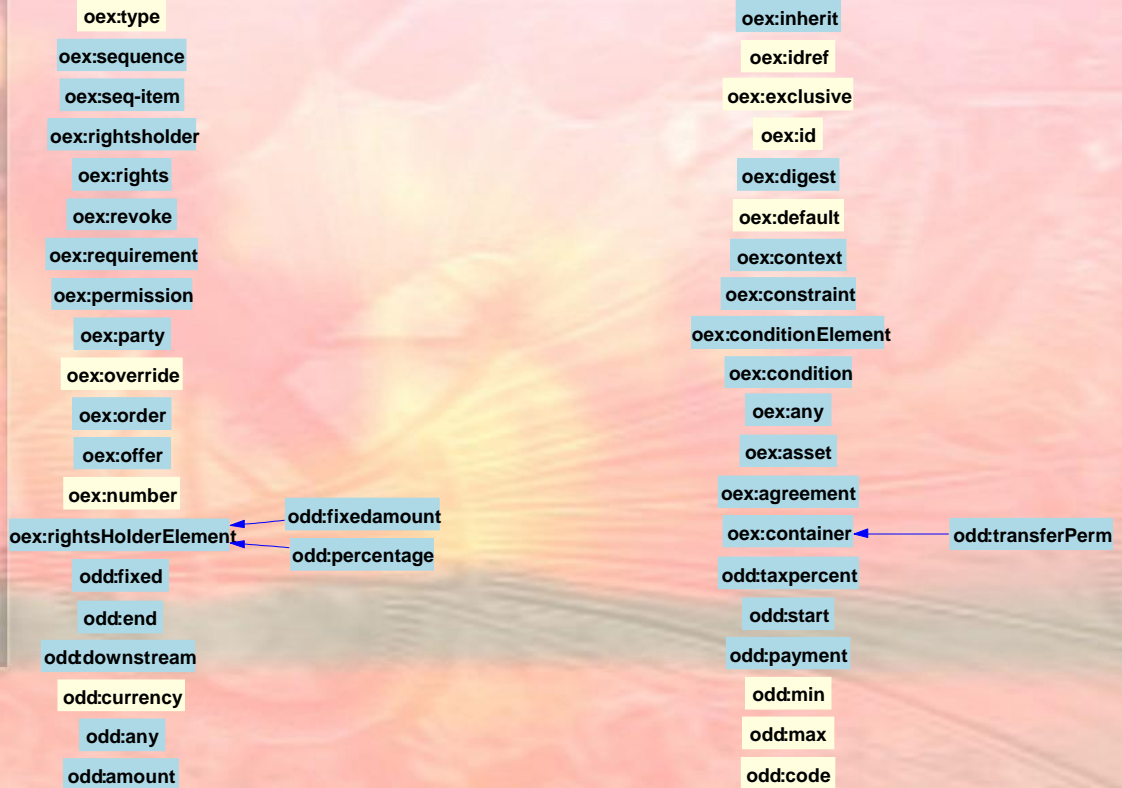 oex:type
oex:sequence
oex:seq-item
oex:rightsholder
oex:rights
oex:revoke
oex:requirement
oex:permission
oex:party
oex:override
oex:order
oex:offer
oex:number
oex:rightsHolderElement
odd:fixedamount
odd:percentage
odd:fixed
odd:end
odd:downstream
odd:currency
odd:any
odd:amount
oex:inherit
oex:idref
oex:exclusive
oex:id
oex:digest
oex:default
oex:context
oex:constraint
oex:conditionElement
oex:condition
oex:any
oex:asset
oex:agreement
oex:container
odd:transferPerm
odd:taxpercent
odd:start
odd:payment
odd:min
odd:max
odd:code